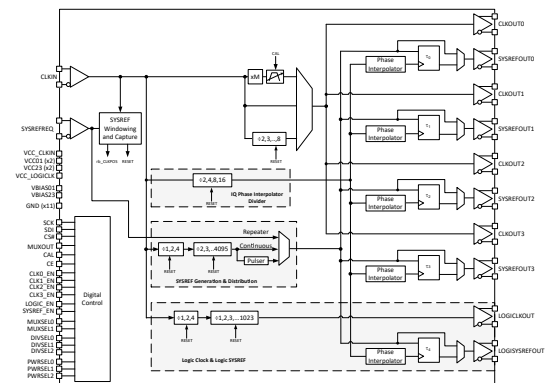 CLKIN
SYSREFREQ
VCC_CLKIN
VCC01 (x2)
VCC23 (x2)
VCC_LOGICLK
VBIAS01
VBIAS23
GND (x11)
SCK
SDI
CS#
MUXOUT
CAL
CE
CLK0_EN
CLK1_EN
CLK2_EN
CLK3_EN
LOGIC_EN
SYSREF_EN
MUXSEL0
MUXSEL1
DIVSEL0
DIVSEL1
DIVSEL2
PWRSEL0
PWRSEL1
PWRSEL2
Digital
Control
SYSREF
Windowing
and Capture
rb_CLKPOS
RESET
CAL
xM
÷2,3,..,8
RESET
÷2,4,8,16
RESET
IQ Phase Interpolator
Divider
Repeater
÷1,2,4
÷2,3,..4095
Continuous
Pulser
RESET
RESET
SYSREF Generation & Distribution
÷1,2,4
÷1,2,3,…1023
RESET
RESET
Logic Clock & Logic SYSREF
CLKOUT0
Phase
Interpolator
τ0
SYSREFOUT0
CLKOUT1
Phase
Interpolator
τ1
SYSREFOUT1
CLKOUT2
Phase
Interpolator
τ2
SYSREFOUT2
CLKOUT3
Phase
Interpolator
τ3
SYSREFOUT3
LOGICLKOUT
Phase
Interpolator
τ4
LOGISYSREFOUT